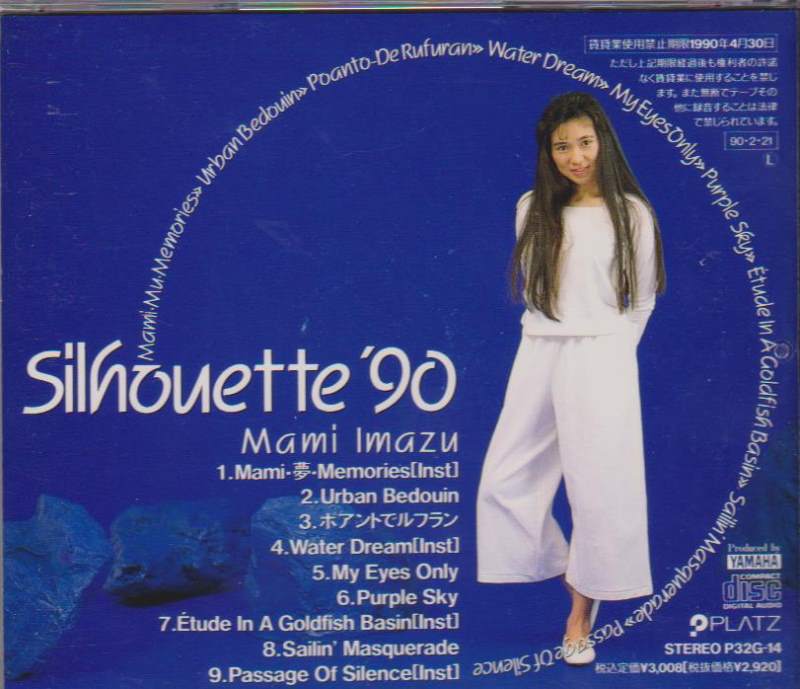 Mami·Mu·Memories» Urban Bedouin» Poanto-De Rufuran» Water Dream» My Eyes Only» Purple Sky» Étude In A Goldfish Basin» Sailin' Masquerade» Passage Of Silence
賃貸業使用禁止期限1990年4月30日
ただし上記期限経過後も権利者の許諾
なく賃貸業に使用することを禁じ
ます。また無断でテープその
他に録音することは法律
で禁じられています。
90・2・21
L
Silhouette '90
Mami Imazu
1.Mami・夢・Memories[Inst]
2.Urban Bedouin
3.ポアントでルフラン
4.Water Dream[Inst]
5.My Eyes Only
6.Purple Sky
7.Étude In A Goldfish Basin[Inst]
8.Sailin' Masquerade
9.Passage Of Silence[Inst]
Produced by
YAMAHA
COMPACT
disc
DIGITAL AUDIO
PLATZ
STEREO P32G-14
税込定価¥3,008[税抜価格¥2,920]